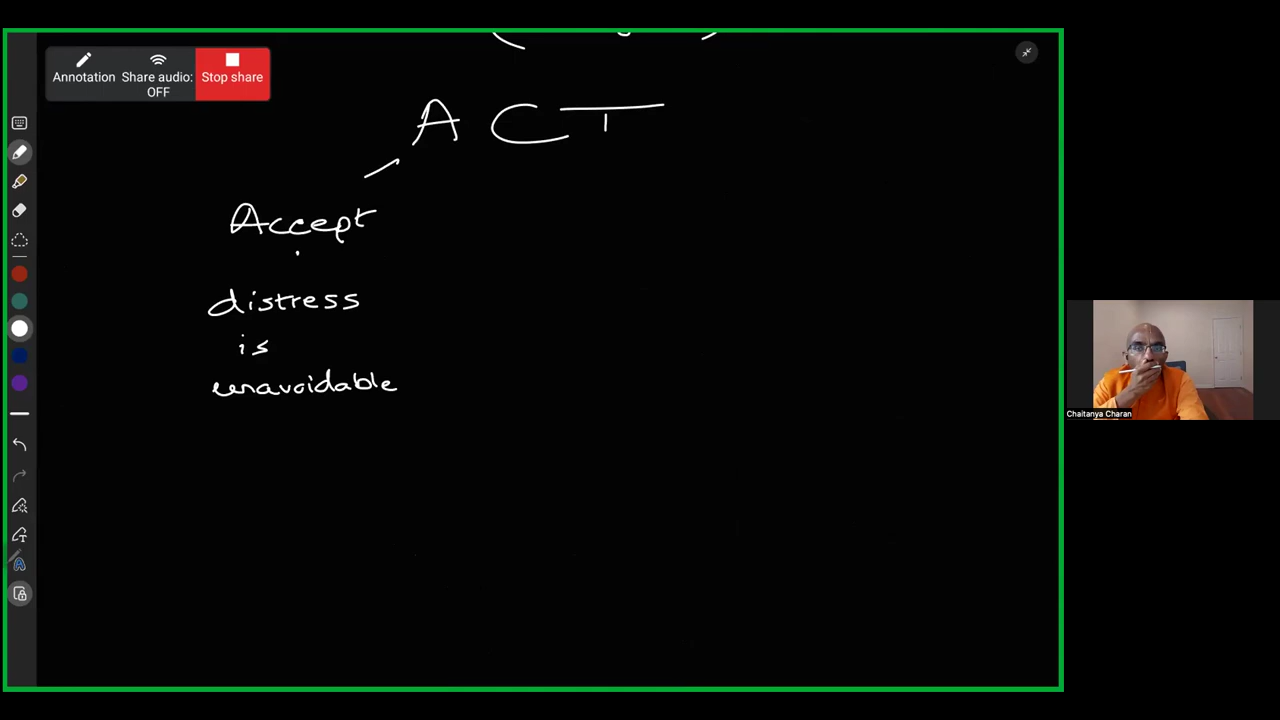 Annotation
Share audio:
OFF
Stop share
A C T
Accept
distress
is
unavoidable
Chaitanya Charan